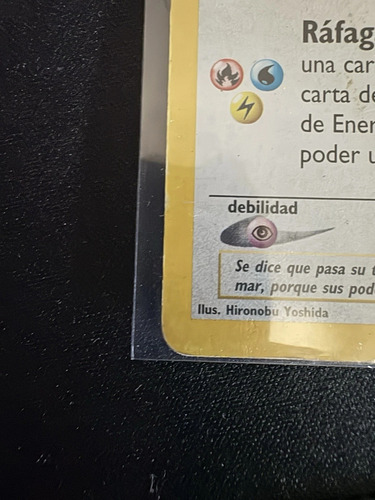 Ráfag
una car
carta de
de Ener
poder u
debilidad
Se dice que pasa su t
mar, porque sus pod
Ilus. Hironobu Yoshida